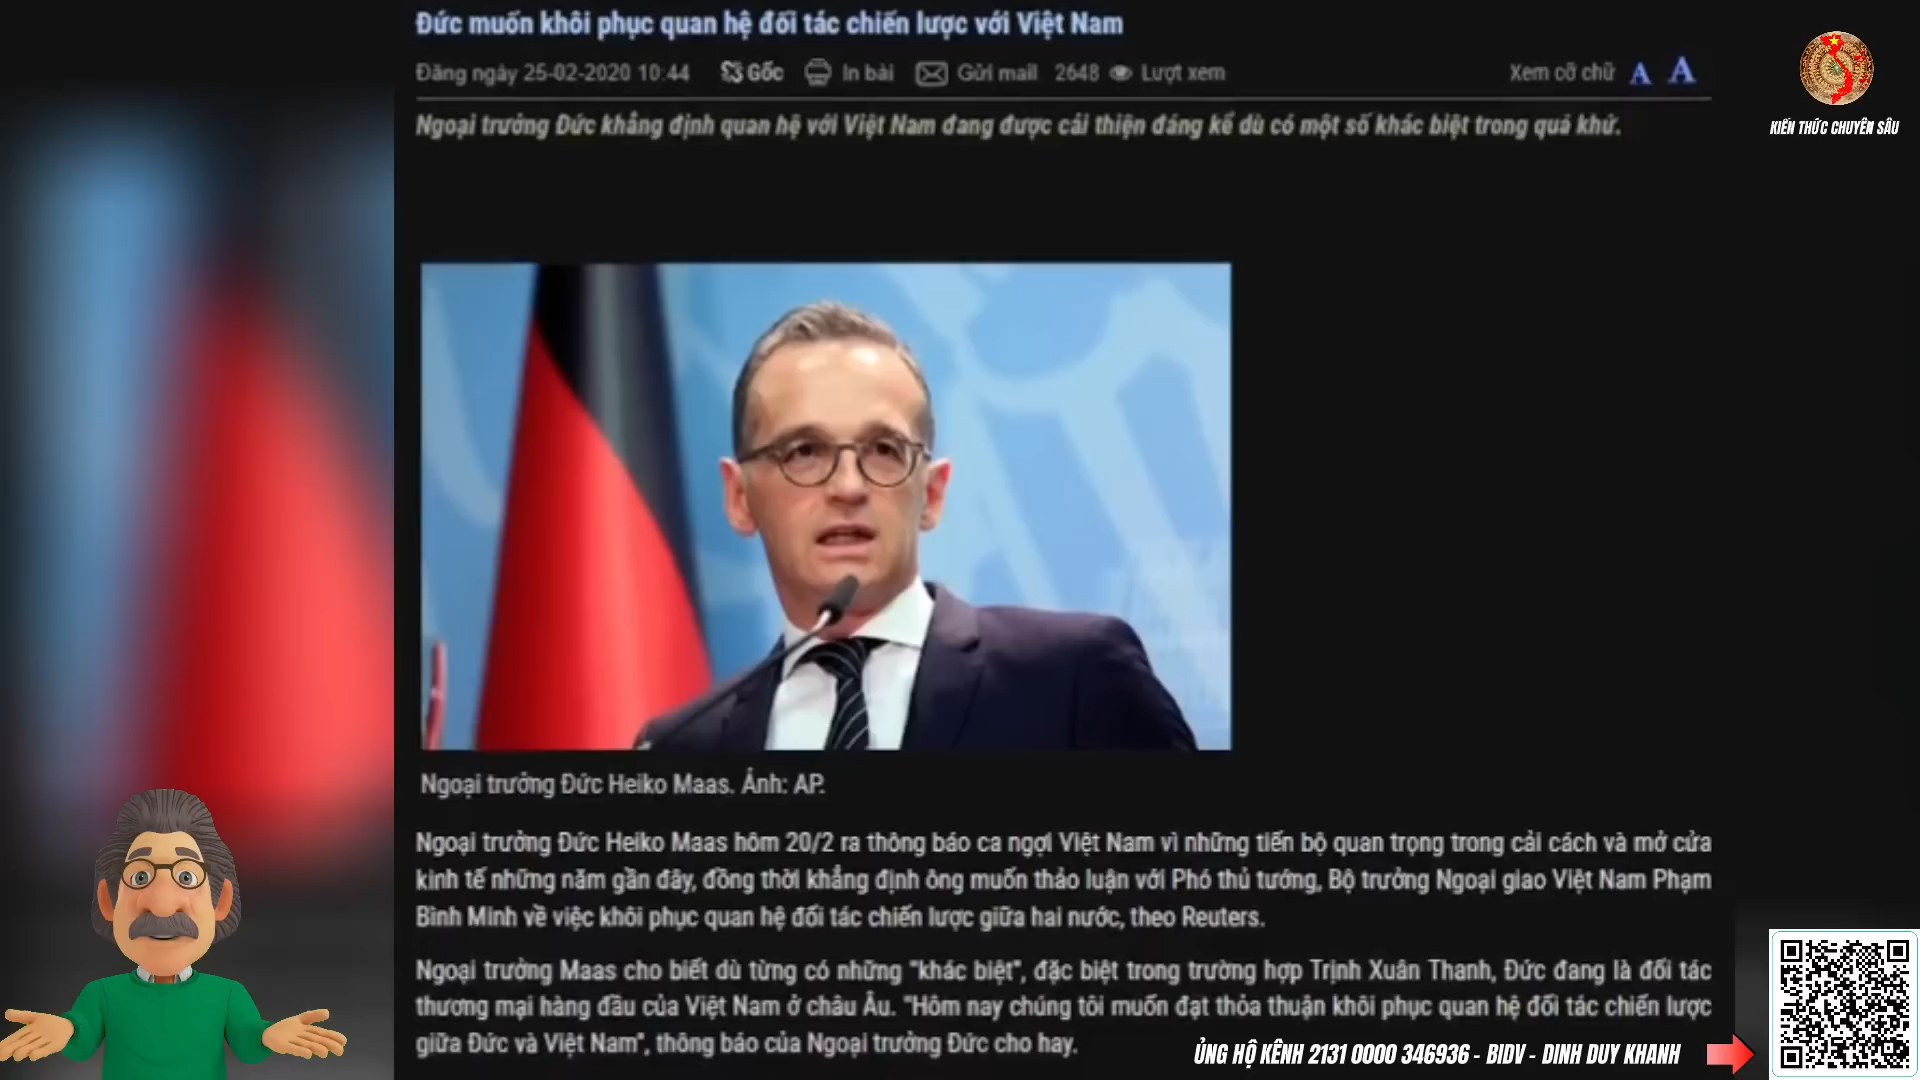 Đức muốn khôi phục quan hệ đối tác chiến lược với Việt Nam
Đăng ngày 25-02-2020 10:44 Gốc In bài Gửi mail 2648 Lượt xem Xem cỡ chữ A A
Ngoại trưởng Đức khẳng định quan hệ với Việt Nam đang được cải thiện đáng kể dù có một số khác biệt trong quá khứ.
KIẾN THỨC CHUYÊN SÂU
Ngoại trưởng Đức Heiko Maas. Ảnh: AP.
Ngoại trưởng Đức Heiko Maas hôm 20/2 ra thông báo ca ngợi Việt Nam vì những tiến bộ quan trọng trong cải cách và mở cửa
kinh tế những năm gần đây, đồng thời khẳng định ông muốn thảo luận với Phó thủ tướng, Bộ trưởng Ngoại giao Việt Nam Phạm
Bình Minh về việc khôi phục quan hệ đối tác chiến lược giữa hai nước, theo Reuters.
Ngoại trưởng Maas cho biết dù từng có những "khác biệt", đặc biệt trong trường hợp Trịnh Xuân Thanh, Đức đang là đối tác
thương mại hàng đầu của Việt Nam ở châu Âu. "Hôm nay chúng tôi muốn đạt thỏa thuận khôi phục quan hệ đối tác chiến lược
giữa Đức và Việt Nam", thông báo của Ngoại trưởng Đức cho hay.
ỦNG HỘ KÊNH 2131 0000 346936 - BIDV - DINH DUY KHANH